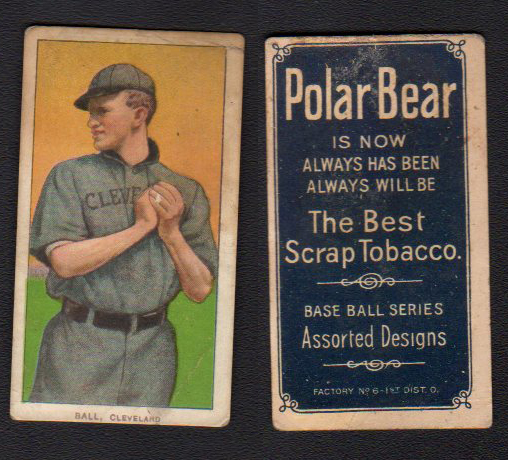 CLEVE
BALL, CLEVELAND
Polar Bear
IS NOW
ALWAYS HAS BEEN
ALWAYS WILL BE
The Best
Scrap Tobacco.
BASE BALL SERIES
Assorted Designs
FACTORY Nº 6-1ST DIST. O.